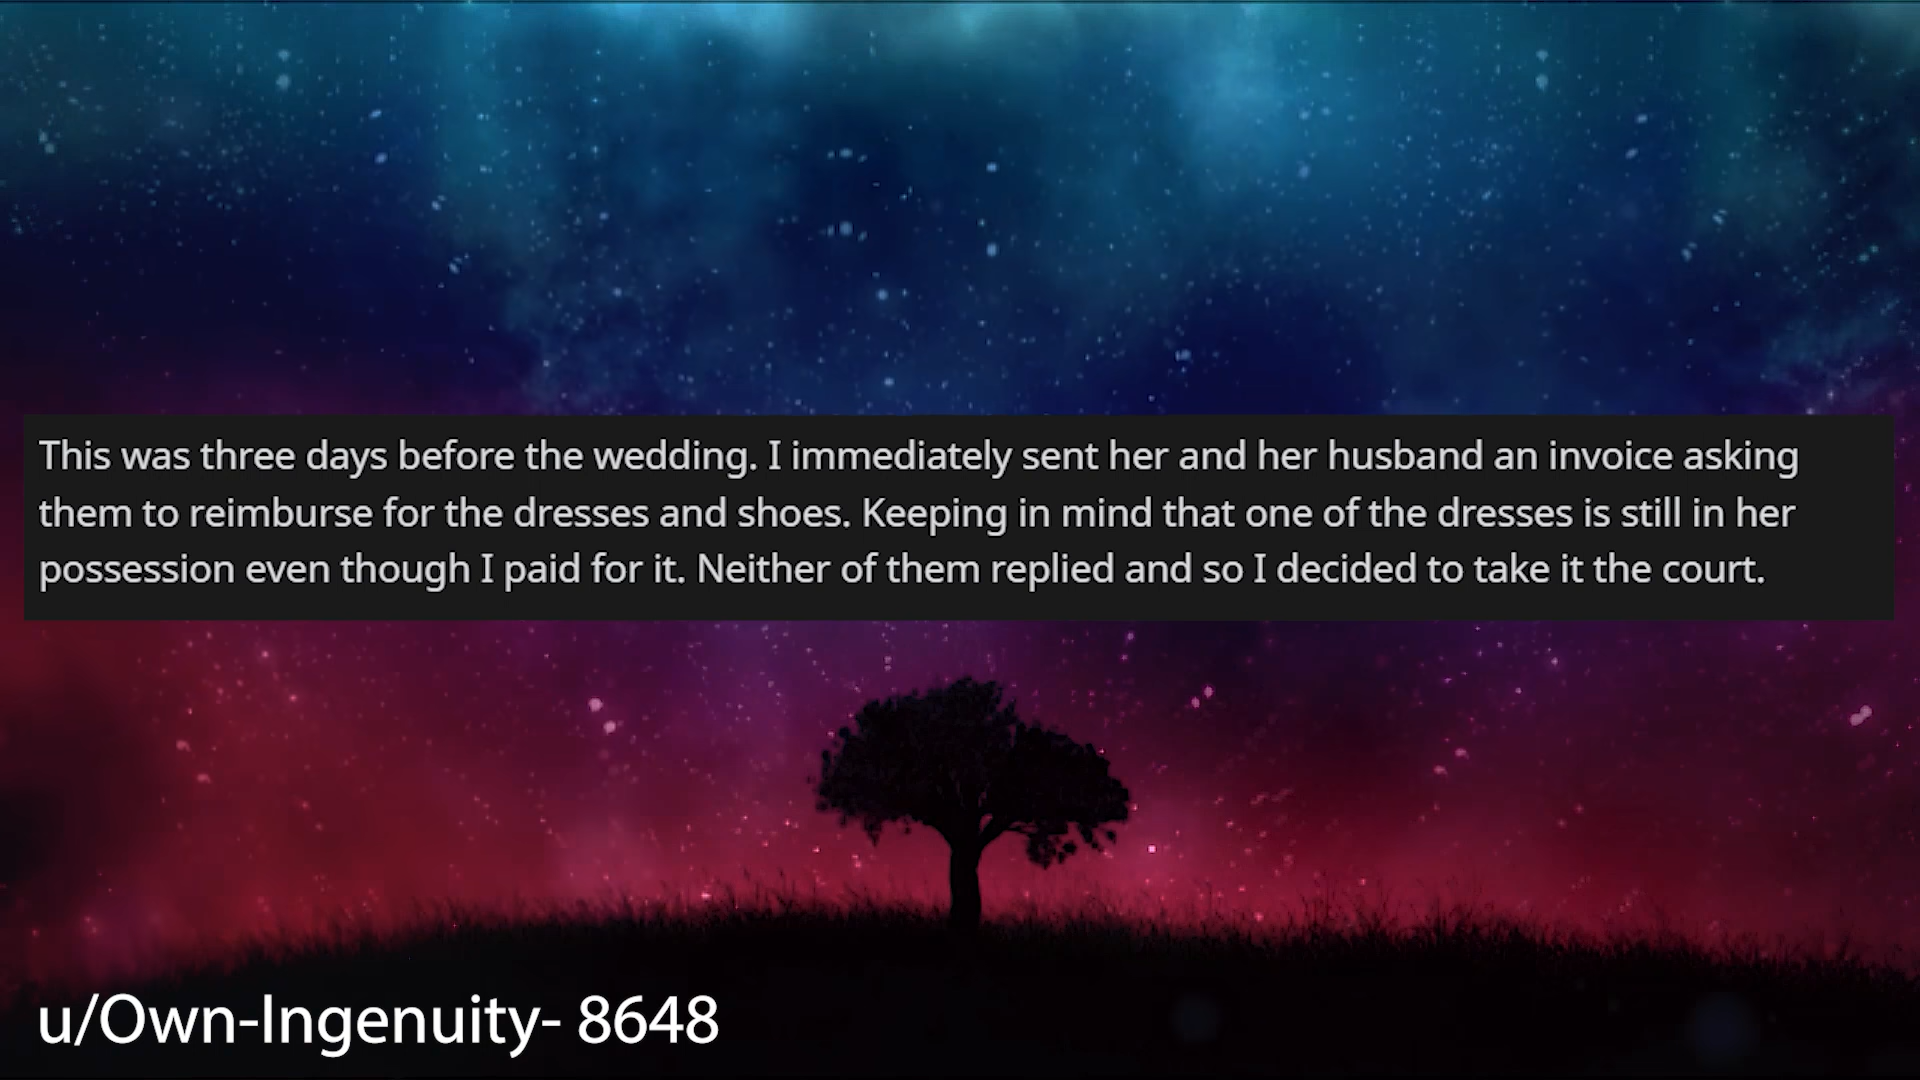 This was three days before the wedding. I immediately sent her and her husband an invoice asking
them to reimburse for the dresses and shoes. Keeping in mind that one of the dresses is still in her
possession even though I paid for it. Neither of them replied and so I decided to take it the court.
u/Own-Ingenuity- 8648